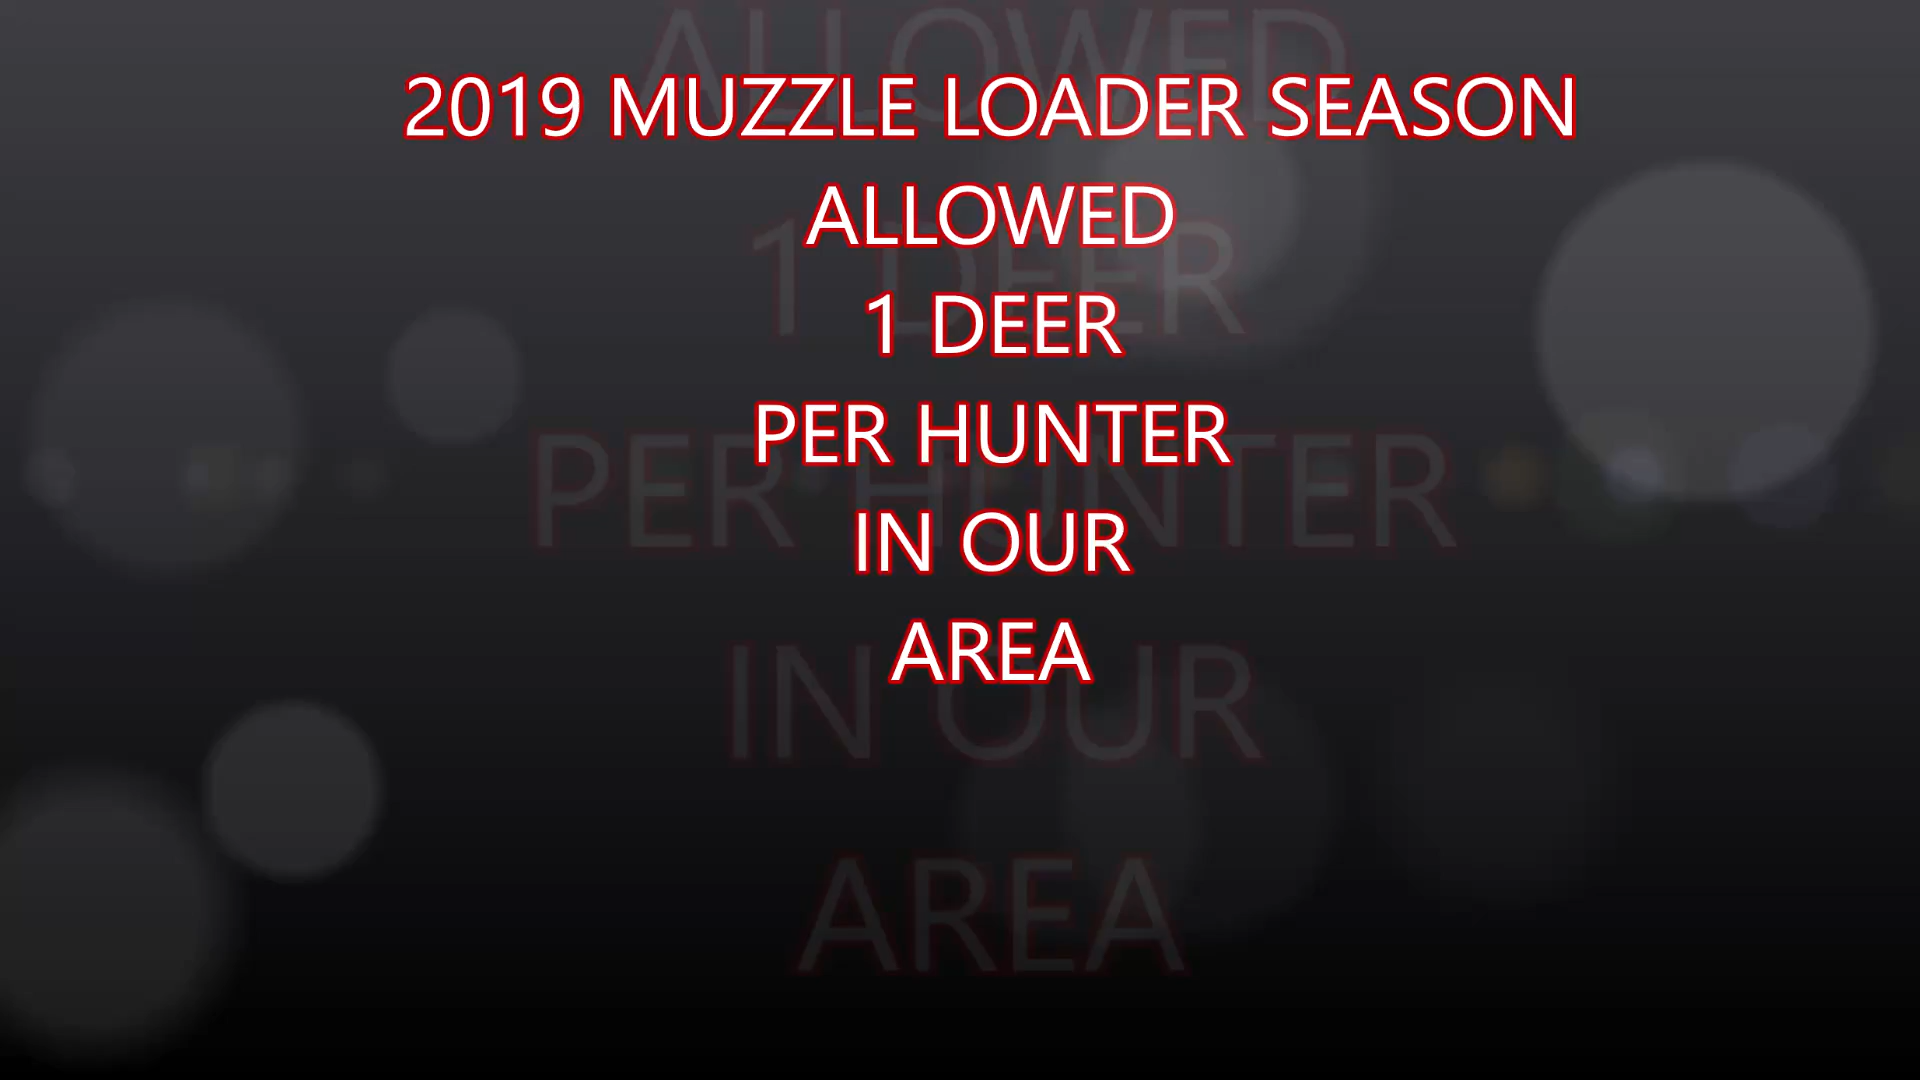 2019 MUZZLE LOADER SEASON
ALLOWED
1 DEER
PER HUNTER
IN OUR
AREA